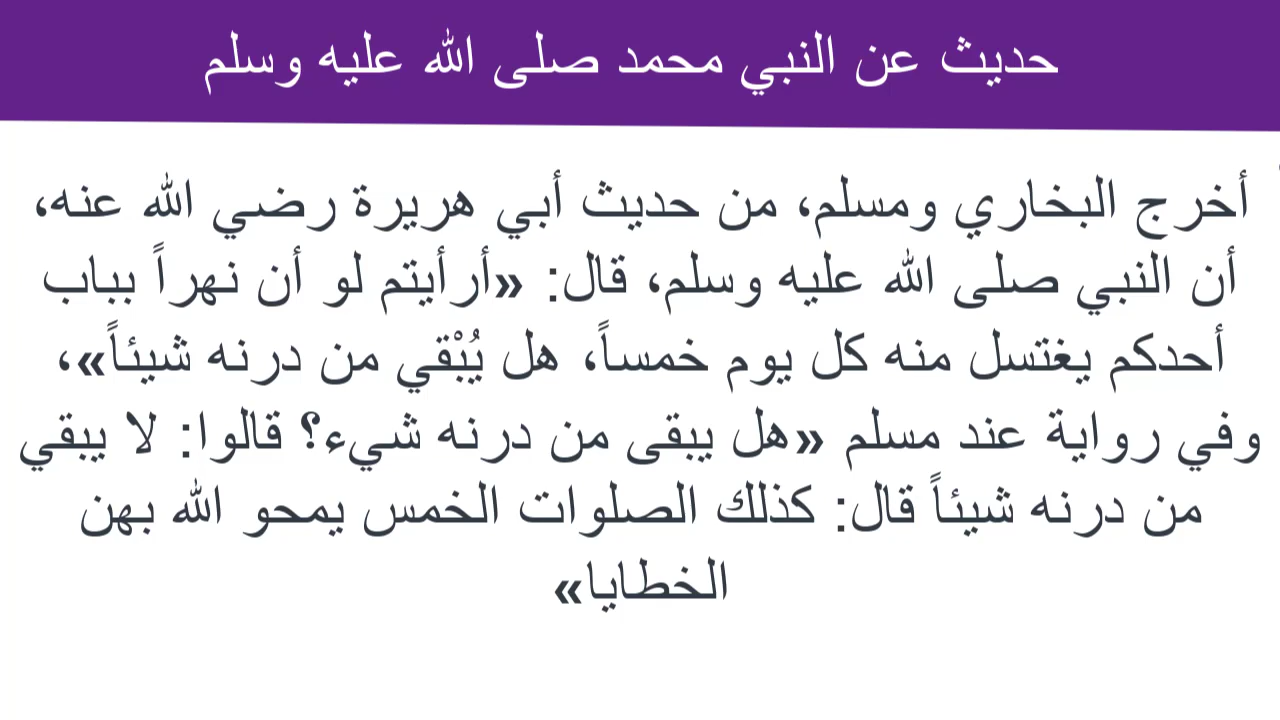 حديث عن النبي محمد صلى الله عليه وسلم
أخرج البخاري ومسلم، من حديث أبي هريرة رضي الله عنه،
أن النبي صلى الله عليه وسلم، قال: «أرأيتم لو أن نهراً بباب
أحدكم يغتسل منه كل يوم خمساً، هل يُبْقي من درنه شيئاً»،
وفي رواية عند مسلم «هل يبقى من درنه شيء؟ قالوا: لا يبقي
من درنه شيئاً قال: كذلك الصلوات الخمس يمحو الله بهن
الخطايا»